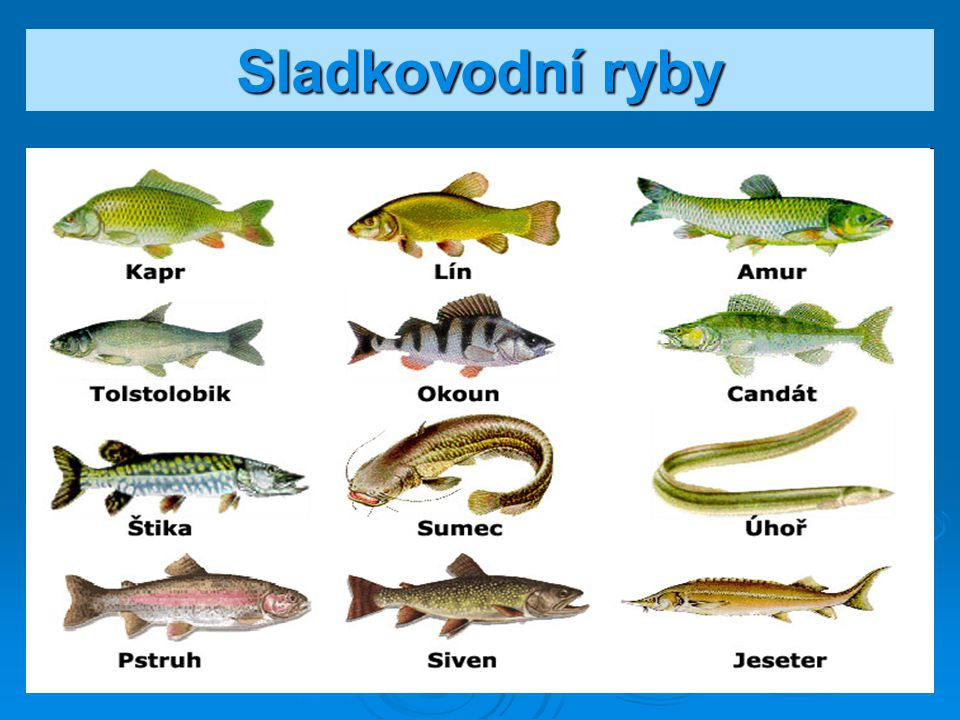 Sladkovodní ryby
Kapr Lín Amur
Tolstolobik Okoun Candát
Štika Sumec Úhoř
Pstruh Siven Jeseter